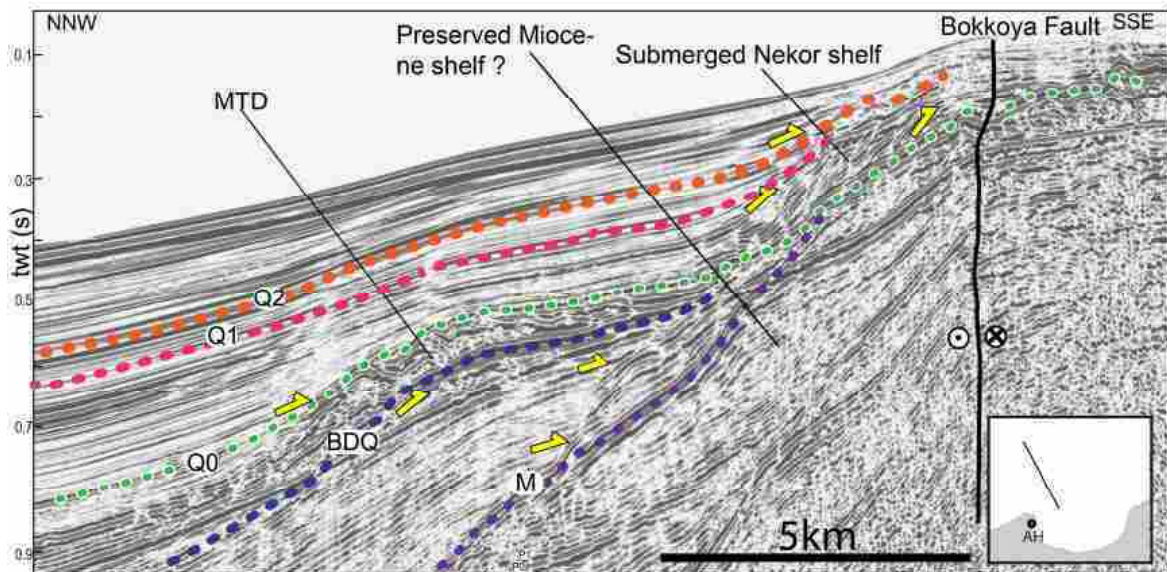 NNW
Preserved Mioce-
ne shelf ?
Submerged Nekor shelf
Bokkoya Fault
SSE
MTD
0.1
0.3
twt (s)
0.5
0.7
0.9
Q2
Q1
Q0
BDQ
M
5km
AH